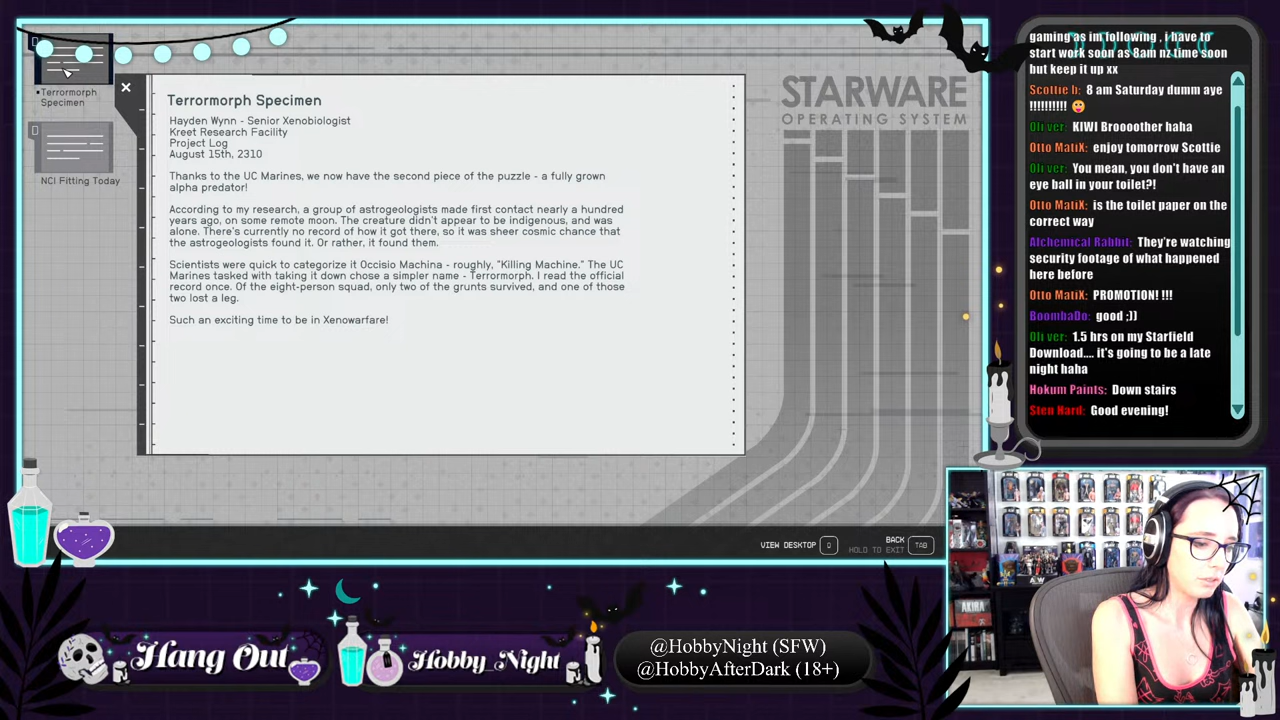 Terrormorph
Specimen
NCI Fitting Today
Terrormorph Specimen
Hayden Wynn - Senior Xenobiologist
Kreet Research Facility
Project Log
August 15th, 2310
Thanks to the UC Marines, we now have the second piece of the puzzle - a fully grown
alpha predator!
According to my research, a group of astrogeologists made first contact nearly a hundred
years ago, on some remote moon. The creature didn't appear to be indigenous, and was
alone. There's currently no record of how it got there, so it was sheer cosmic chance that
the astrogeologists found it. Or rather, it found them.
Scientists were quick to categorize it Occisio Machina - roughly, "Killing Machine." The UC
Marines tasked with taking it down chose a simpler name - Terrormorph. I read the official
record once. Of the eight-person squad, only two of the grunts survived, and one of those
two lost a leg.
Such an exciting time to be in Xenowarfare!
STARWARE
OPERATING SYSTEM
VIEW DESKTOP Q
BACK
HOLD TO EXIT TAB
gaming as im following , i have to
start work soon as 8am nz time soon
but keep it up xx
Scottie b: 8 am Saturday dumm aye
!!!!!!!!!!
Oli ver: KIWI Broooother haha
Otto MatiX: enjoy tomorrow Scottie
Oli ver: You mean, you don't have an
eye ball in your toilet?!
Otto MatiX: is the toilet paper on the
correct way
Alchemical Rabbit: They're watching
security footage of what happened
here before
Otto MatiX: PROMOTION! !!!
BoombaDo: good ;))
Oli ver: 1.5 hrs on my Starfield
Download.... it's going to be a late
night haha
Hokum Paints: Down stairs
Sten Hard: Good evening!
AKIRA
Hang Out
Hobby Night
@HobbyNight (SFW)
@HobbyAfterDark (18+)